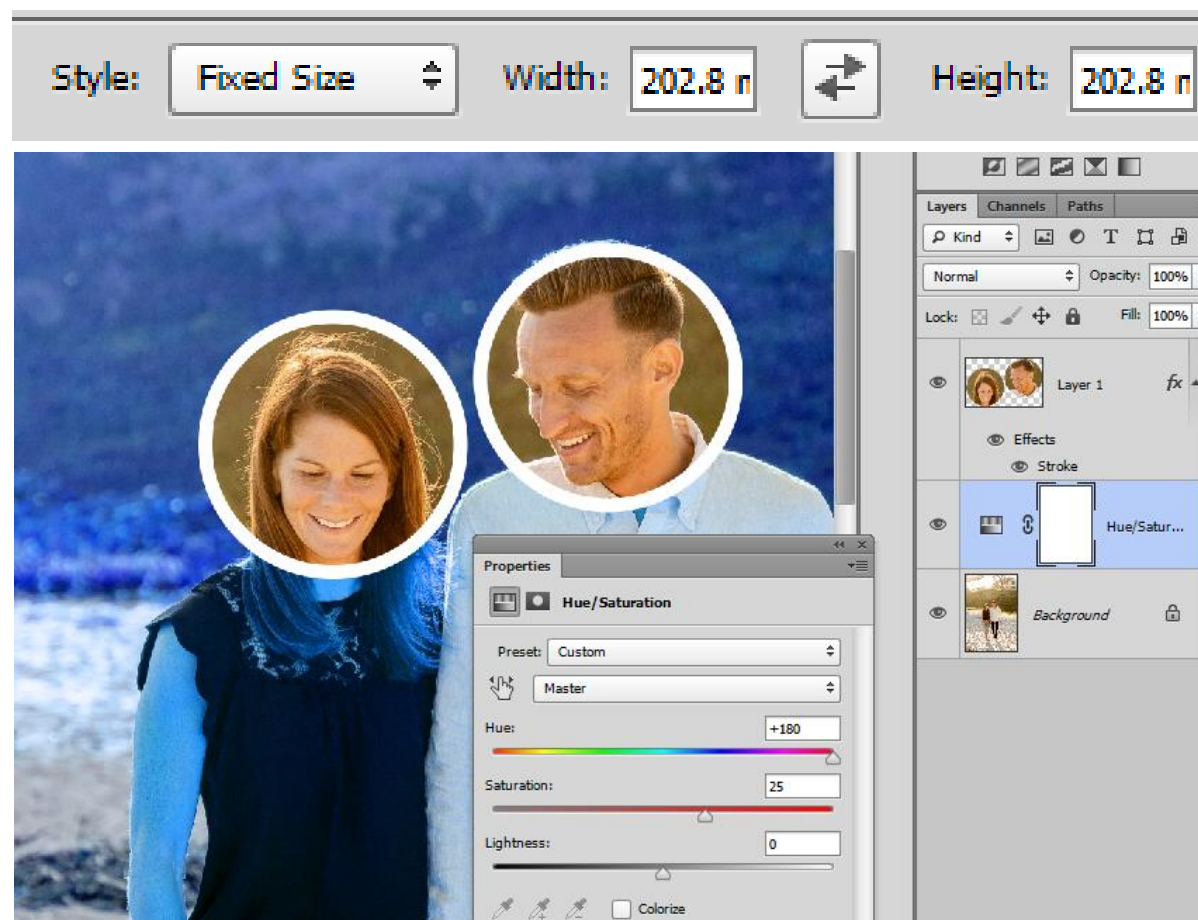 Style: Fixed Size Width: 202.8 Height: 202.8
Layers Channels Paths
Kind T
Normal Opacity: 100%
Lock: Fill: 100%
Layer 1 fx
Effects
Stroke
Hue/Satur...
Background
Properties
Hue/Saturation
Preset: Custom
Master
Hue: +180
Saturation: 25
Lightness: 0
Colorize